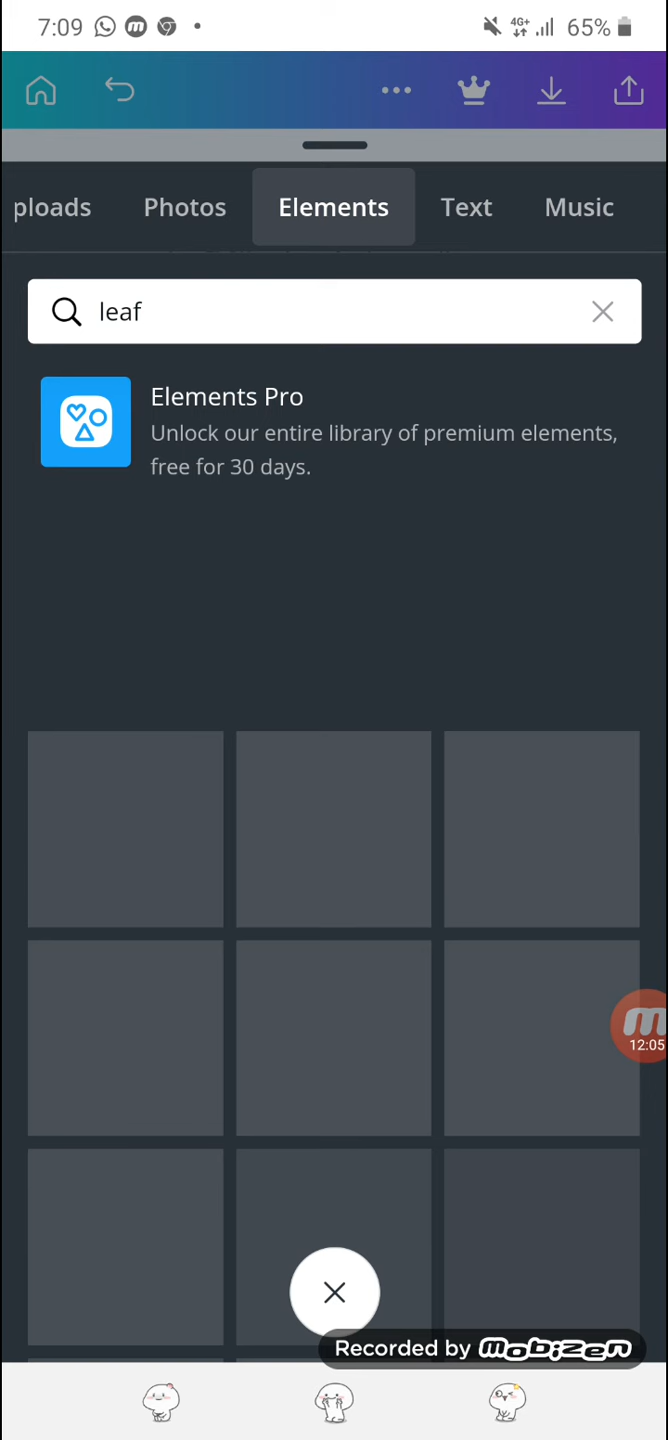 7:09 4G+ 65%
ploads Photos Elements Text Music
leaf
Elements Pro
Unlock our entire library of premium elements,
free for 30 days.
12:05
Recorded by mobizen